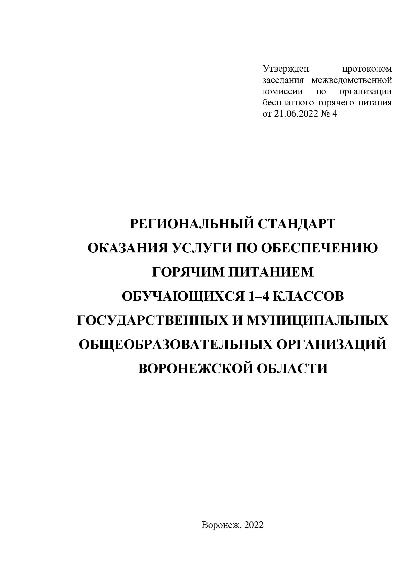 Утвержден протоколом
заседания межведомственной
комиссии по организации
бесплатного горячего питания
от 21.06.2022 № 4
РЕГИОНАЛЬНЫЙ СТАНДАРТ
ОКАЗАНИЯ УСЛУГИ ПО ОБЕСПЕЧЕНИЮ
ГОРЯЧИМ ПИТАНИЕМ
ОБУЧАЮЩИХСЯ 1–4 КЛАССОВ
ГОСУДАРСТВЕННЫХ И МУНИЦИПАЛЬНЫХ
ОБЩЕОБРАЗОВАТЕЛЬНЫХ ОРГАНИЗАЦИЙ
ВОРОНЕЖСКОЙ ОБЛАСТИ
Воронеж, 2022